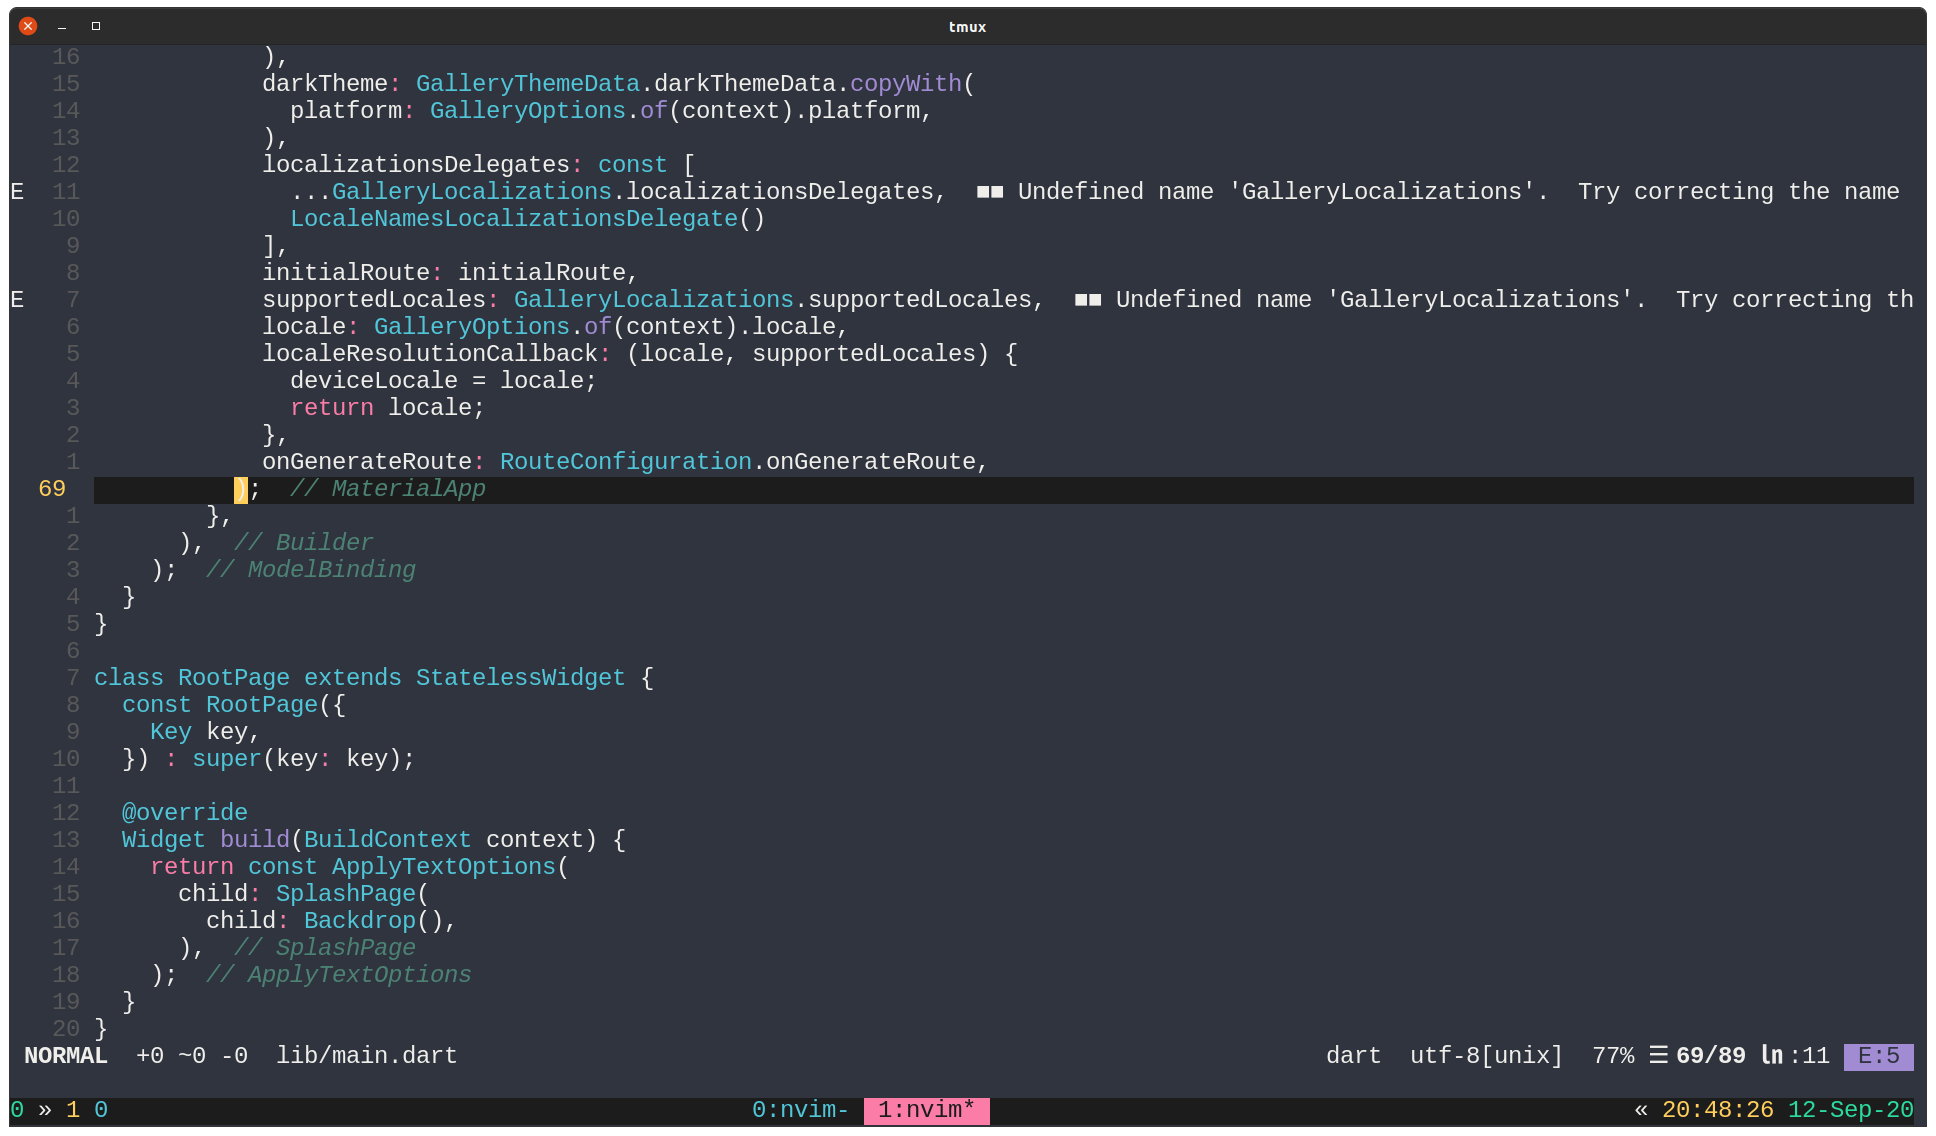 tmux
16 ),
15 darkTheme: GalleryThemeData.darkThemeData.copyWith(
14 platform: GalleryOptions.of(context).platform,
13 ),
12 localizationsDelegates: const [
E 11 ...GalleryLocalizations.localizationsDelegates, ■■ Undefined name 'GalleryLocalizations'. Try correcting the name
10 LocaleNamesLocalizationsDelegate()
9 ],
8 initialRoute: initialRoute,
E 7 supportedLocales: GalleryLocalizations.supportedLocales, ■■ Undefined name 'GalleryLocalizations'. Try correcting th
6 locale: GalleryOptions.of(context).locale,
5 localeResolutionCallback: (locale, supportedLocales) {
4 deviceLocale = locale;
3 return locale;
2 },
1 onGenerateRoute: RouteConfiguration.onGenerateRoute,
69 ); // MaterialApp
1 },
2 ), // Builder
3 ); // ModelBinding
4 }
5 }
6
7 class RootPage extends StatelessWidget {
8 const RootPage({
9 Key key,
10 }) : super(key: key);
11
12 @override
13 Widget build(BuildContext context) {
14 return const ApplyTextOptions(
15 child: SplashPage(
16 child: Backdrop(),
17 ), // SplashPage
18 ); // ApplyTextOptions
19 }
20 }
NORMAL +0 ~0 -0 lib/main.dart dart utf-8[unix] 77% ☰ 69/89 ln :11 E:5
0 » 1 0 0:nvim- 1:nvim* « 20:48:26 12-Sep-20